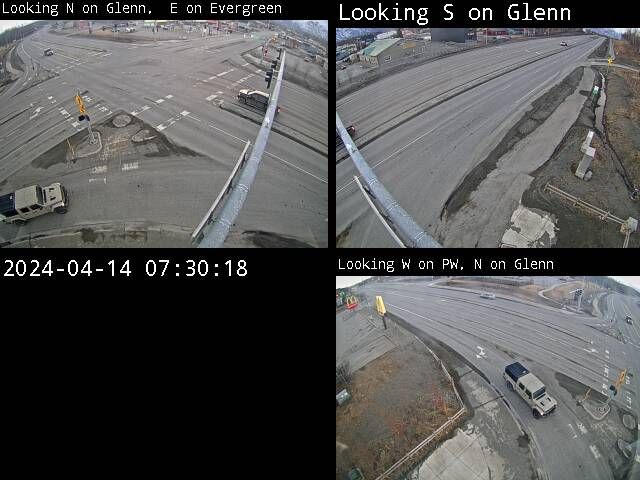 Looking N on Glenn, E on Evergreen
Looking S on Glenn
2024-04-14 07:30:18
Looking W on PW, N on Glenn